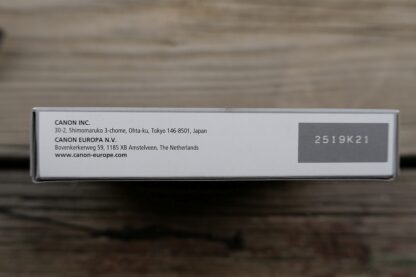 CANON INC.
30-2, Shimomaruko 3-chome, Ohta-ku, Tokyo 146-8501, Japan
CANON EUROPA N.V.
Bovenkerkerweg 59, 1185 XB Amstelveen, The Netherlands
www.canon-europe.com
2519K21